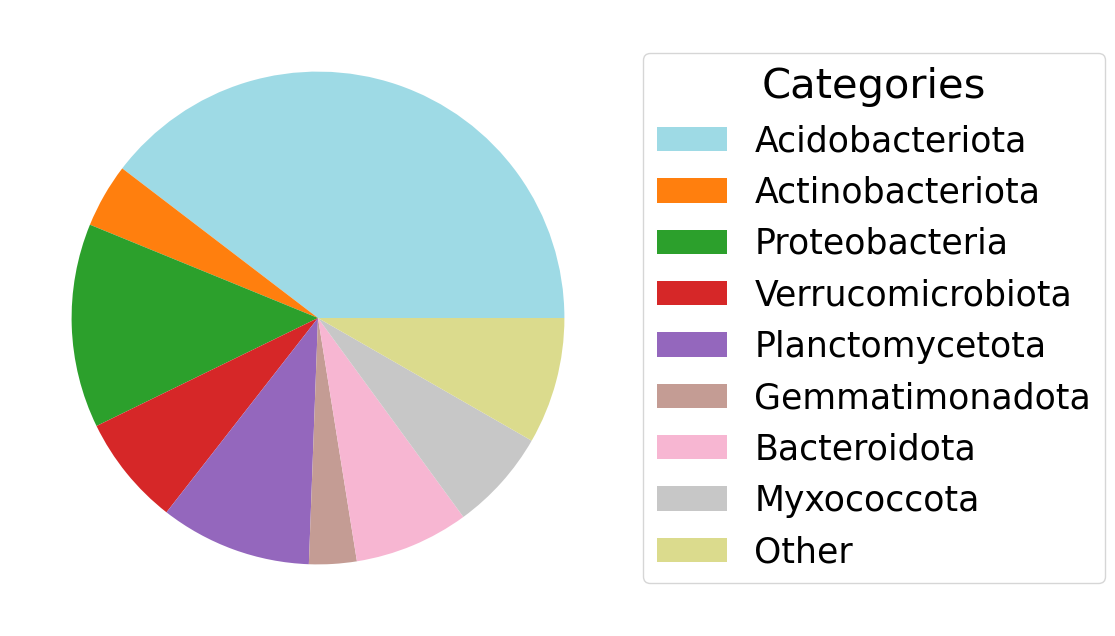 Categories
Acidobacteriota
Actinobacteriota
Proteobacteria
Verrucomicrobiota
Planctomycetota
Gemmatimonadota
Bacteroidota
Myxococcota
Other